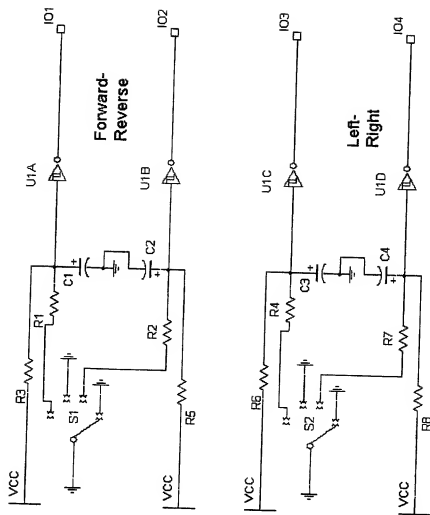 IO1
U1A
Forward-
Reverse
IO2
U1B
C1
+
C2
+
R3
R1
S1
R2
R5
VCC
VCC
IO3
U1C
Left-
Right
IO4
U1D
C3
+
C4
+
R6
R4
S2
R7
R8
VCC
VCC